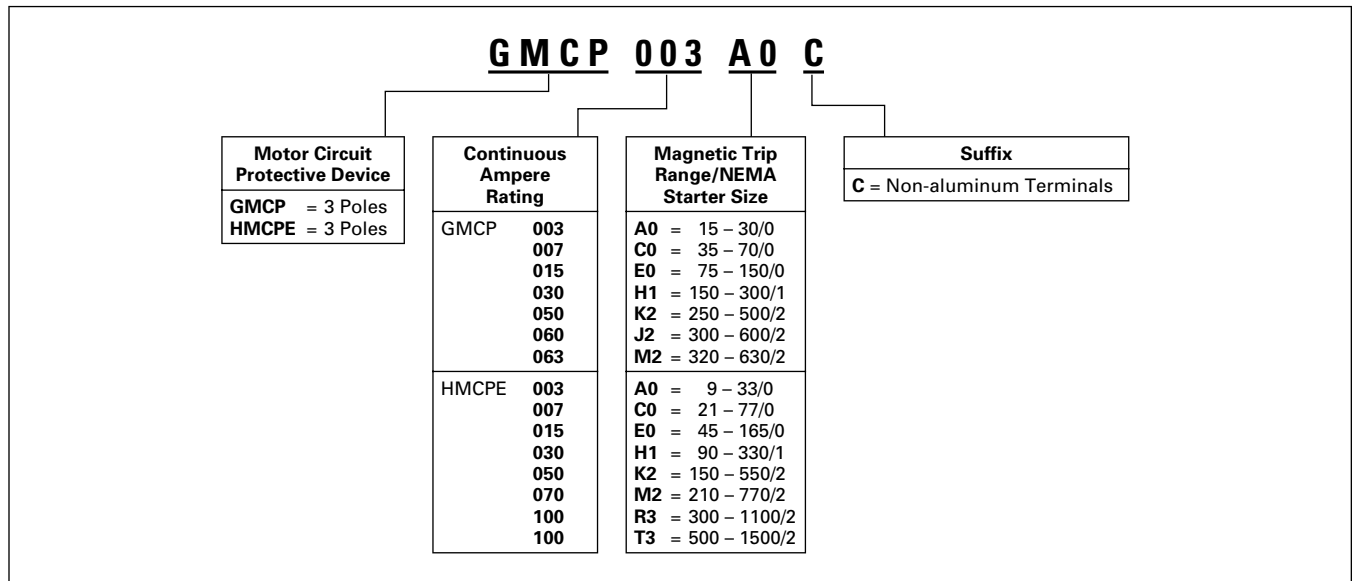 GMCP 003 A0 C
Motor Circuit
Protective Device
GMCP = 3 Poles
HMCPE = 3 Poles
Continuous
Ampere
Rating
GMCP 003
007
015
030
050
060
063
HMCPE 003
007
015
030
050
070
100
100
Magnetic Trip
Range/NEMA
Starter Size
A0 = 15 – 30/0
C0 = 35 – 70/0
E0 = 75 – 150/0
H1 = 150 – 300/1
K2 = 250 – 500/2
J2 = 300 – 600/2
M2 = 320 – 630/2
A0 = 9 – 33/0
C0 = 21 – 77/0
E0 = 45 – 165/0
H1 = 90 – 330/1
K2 = 150 – 550/2
M2 = 210 – 770/2
R3 = 300 – 1100/2
T3 = 500 – 1500/2
Suffix
C = Non-aluminum Terminals